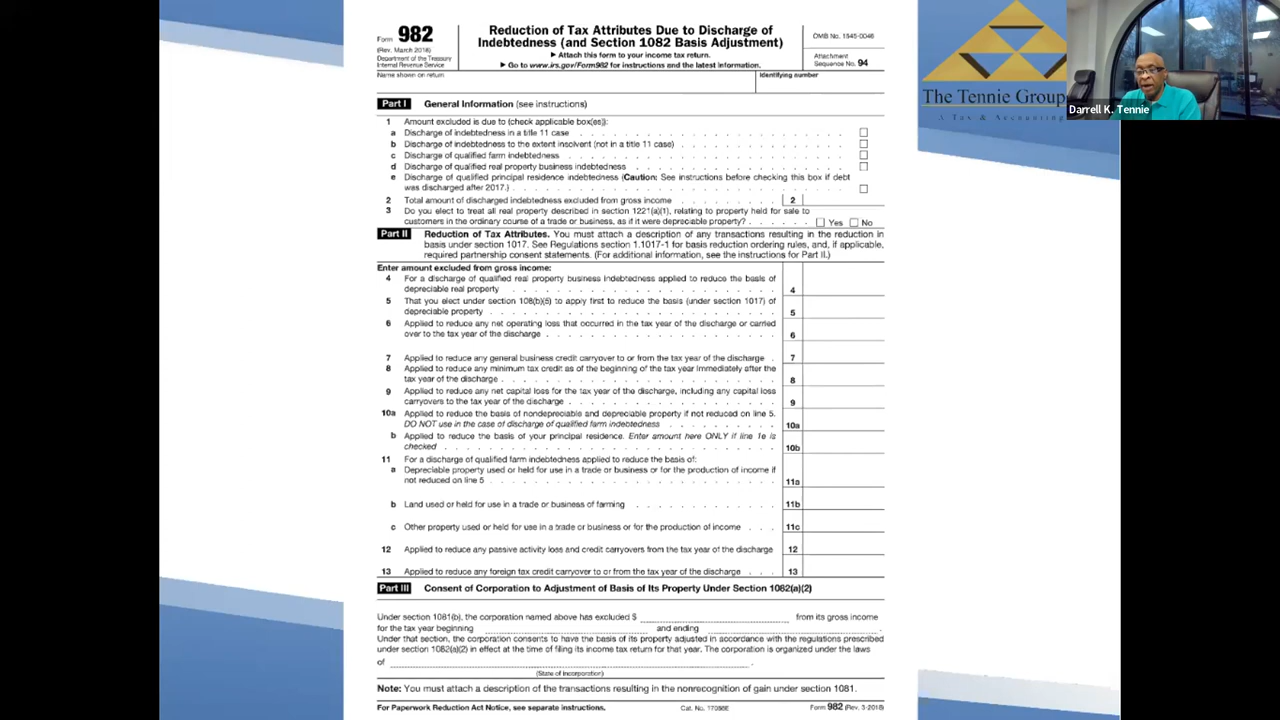 Form 982
(Rev. March 2018)
Department of the Treasury
Internal Revenue Service
Reduction of Tax Attributes Due to Discharge of
Indebtedness (and Section 1082 Basis Adjustment)
▶ Attach this form to your income tax return.
▶ Go to www.irs.gov/Form982 for instructions and the latest information.
OMB No. 1545-0046
Attachment
Sequence No. 94
Name shown on return
Identifying number
Part I General Information (see instructions)
1 Amount excluded is due to (check applicable box(es)):
a Discharge of indebtedness in a title 11 case
b Discharge of indebtedness to the extent insolvent (not in a title 11 case)
c Discharge of qualified farm indebtedness
d Discharge of qualified real property business indebtedness
e Discharge of qualified principal residence indebtedness (Caution: See instructions before checking this box if debt
was discharged after 2017.)
2 Total amount of discharged indebtedness excluded from gross income 2
3 Do you elect to treat all real property described in section 1221(a)(1), relating to property held for sale to
customers in the ordinary course of a trade or business, as if it were depreciable property? Yes No
Part II Reduction of Tax Attributes. You must attach a description of any transactions resulting in the reduction in
basis under section 1017. See Regulations section 1.1017-1 for basis reduction ordering rules, and, if applicable,
required partnership consent statements. (For additional information, see the instructions for Part II.)
Enter amount excluded from gross income:
4 For a discharge of qualified real property business indebtedness applied to reduce the basis of
depreciable real property 4
5 That you elect under section 108(b)(5) to apply first to reduce the basis (under section 1017) of
depreciable property 5
6 Applied to reduce any net operating loss that occurred in the tax year of the discharge or carried
over to the tax year of the discharge 6
7 Applied to reduce any general business credit carryover to or from the tax year of the discharge 7
8 Applied to reduce any minimum tax credit as of the beginning of the tax year immediately after the
tax year of the discharge 8
9 Applied to reduce any net capital loss for the tax year of the discharge, including any capital loss
carryovers to the tax year of the discharge 9
10a Applied to reduce the basis of nondepreciable and depreciable property if not reduced on line 5.
DO NOT use in the case of discharge of qualified farm indebtedness 10a
b Applied to reduce the basis of your principal residence. Enter amount here ONLY if line 1e is
checked 10b
11 For a discharge of qualified farm indebtedness applied to reduce the basis of:
a Depreciable property used or held for use in a trade or business or for the production of income if
not reduced on line 5 11a
b Land used or held for use in a trade or business of farming 11b
c Other property used or held for use in a trade or business or for the production of income 11c
12 Applied to reduce any passive activity loss and credit carryovers from the tax year of the discharge 12
13 Applied to reduce any foreign tax credit carryover to or from the tax year of the discharge 13
Part III Consent of Corporation to Adjustment of Basis of Its Property Under Section 1082(a)(2)
Under section 1081(b), the corporation named above has excluded $ from its gross income
for the tax year beginning and ending .
Under that section, the corporation consents to have the basis of its property adjusted in accordance with the regulations prescribed
under section 1082(a)(2) in effect at the time of filing its income tax return for that year. The corporation is organized under the laws
of .
(State of incorporation)
Note: You must attach a description of the transactions resulting in the nonrecognition of gain under section 1081.
For Paperwork Reduction Act Notice, see separate instructions. Cat. No. 17066E Form 982 (Rev. 3-2018)
The Tennie Group
A Tax & Accounting
Darrell K. Tennie